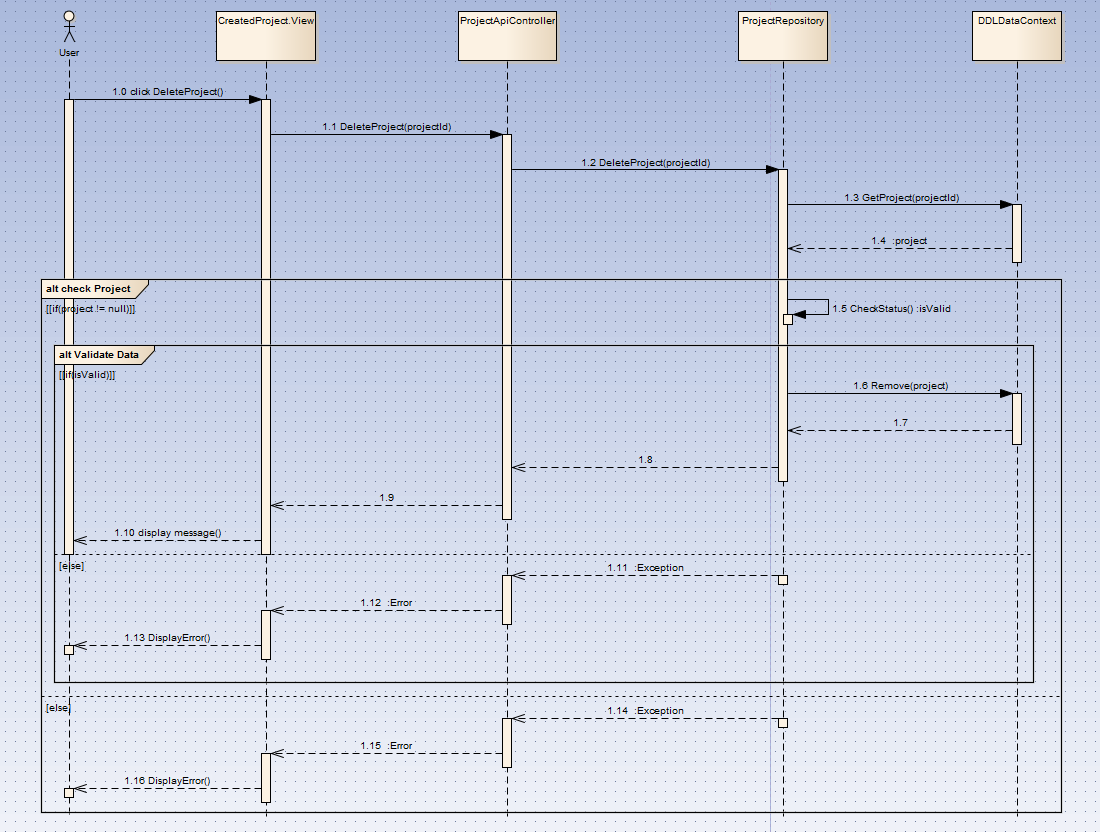 CreatedProject.View
ProjectApiController
ProjectRepository
DDLDataContext
User
1.0 click DeleteProject()
1.1 DeleteProject(projectId)
1.2 DeleteProject(projectId)
1.3 GetProject(projectId)
1.4 :project
alt check Project
[[if(project != null)]]
1.5 CheckStatus() :isValid
alt Validate Data
[[if(isValid)]]
1.6 Remove(project)
1.7
1.8
1.9
1.10 display message()
[else]
1.11 :Exception
1.12 :Error
1.13 DisplayError()
[else]
1.14 :Exception
1.15 :Error
1.16 DisplayError()